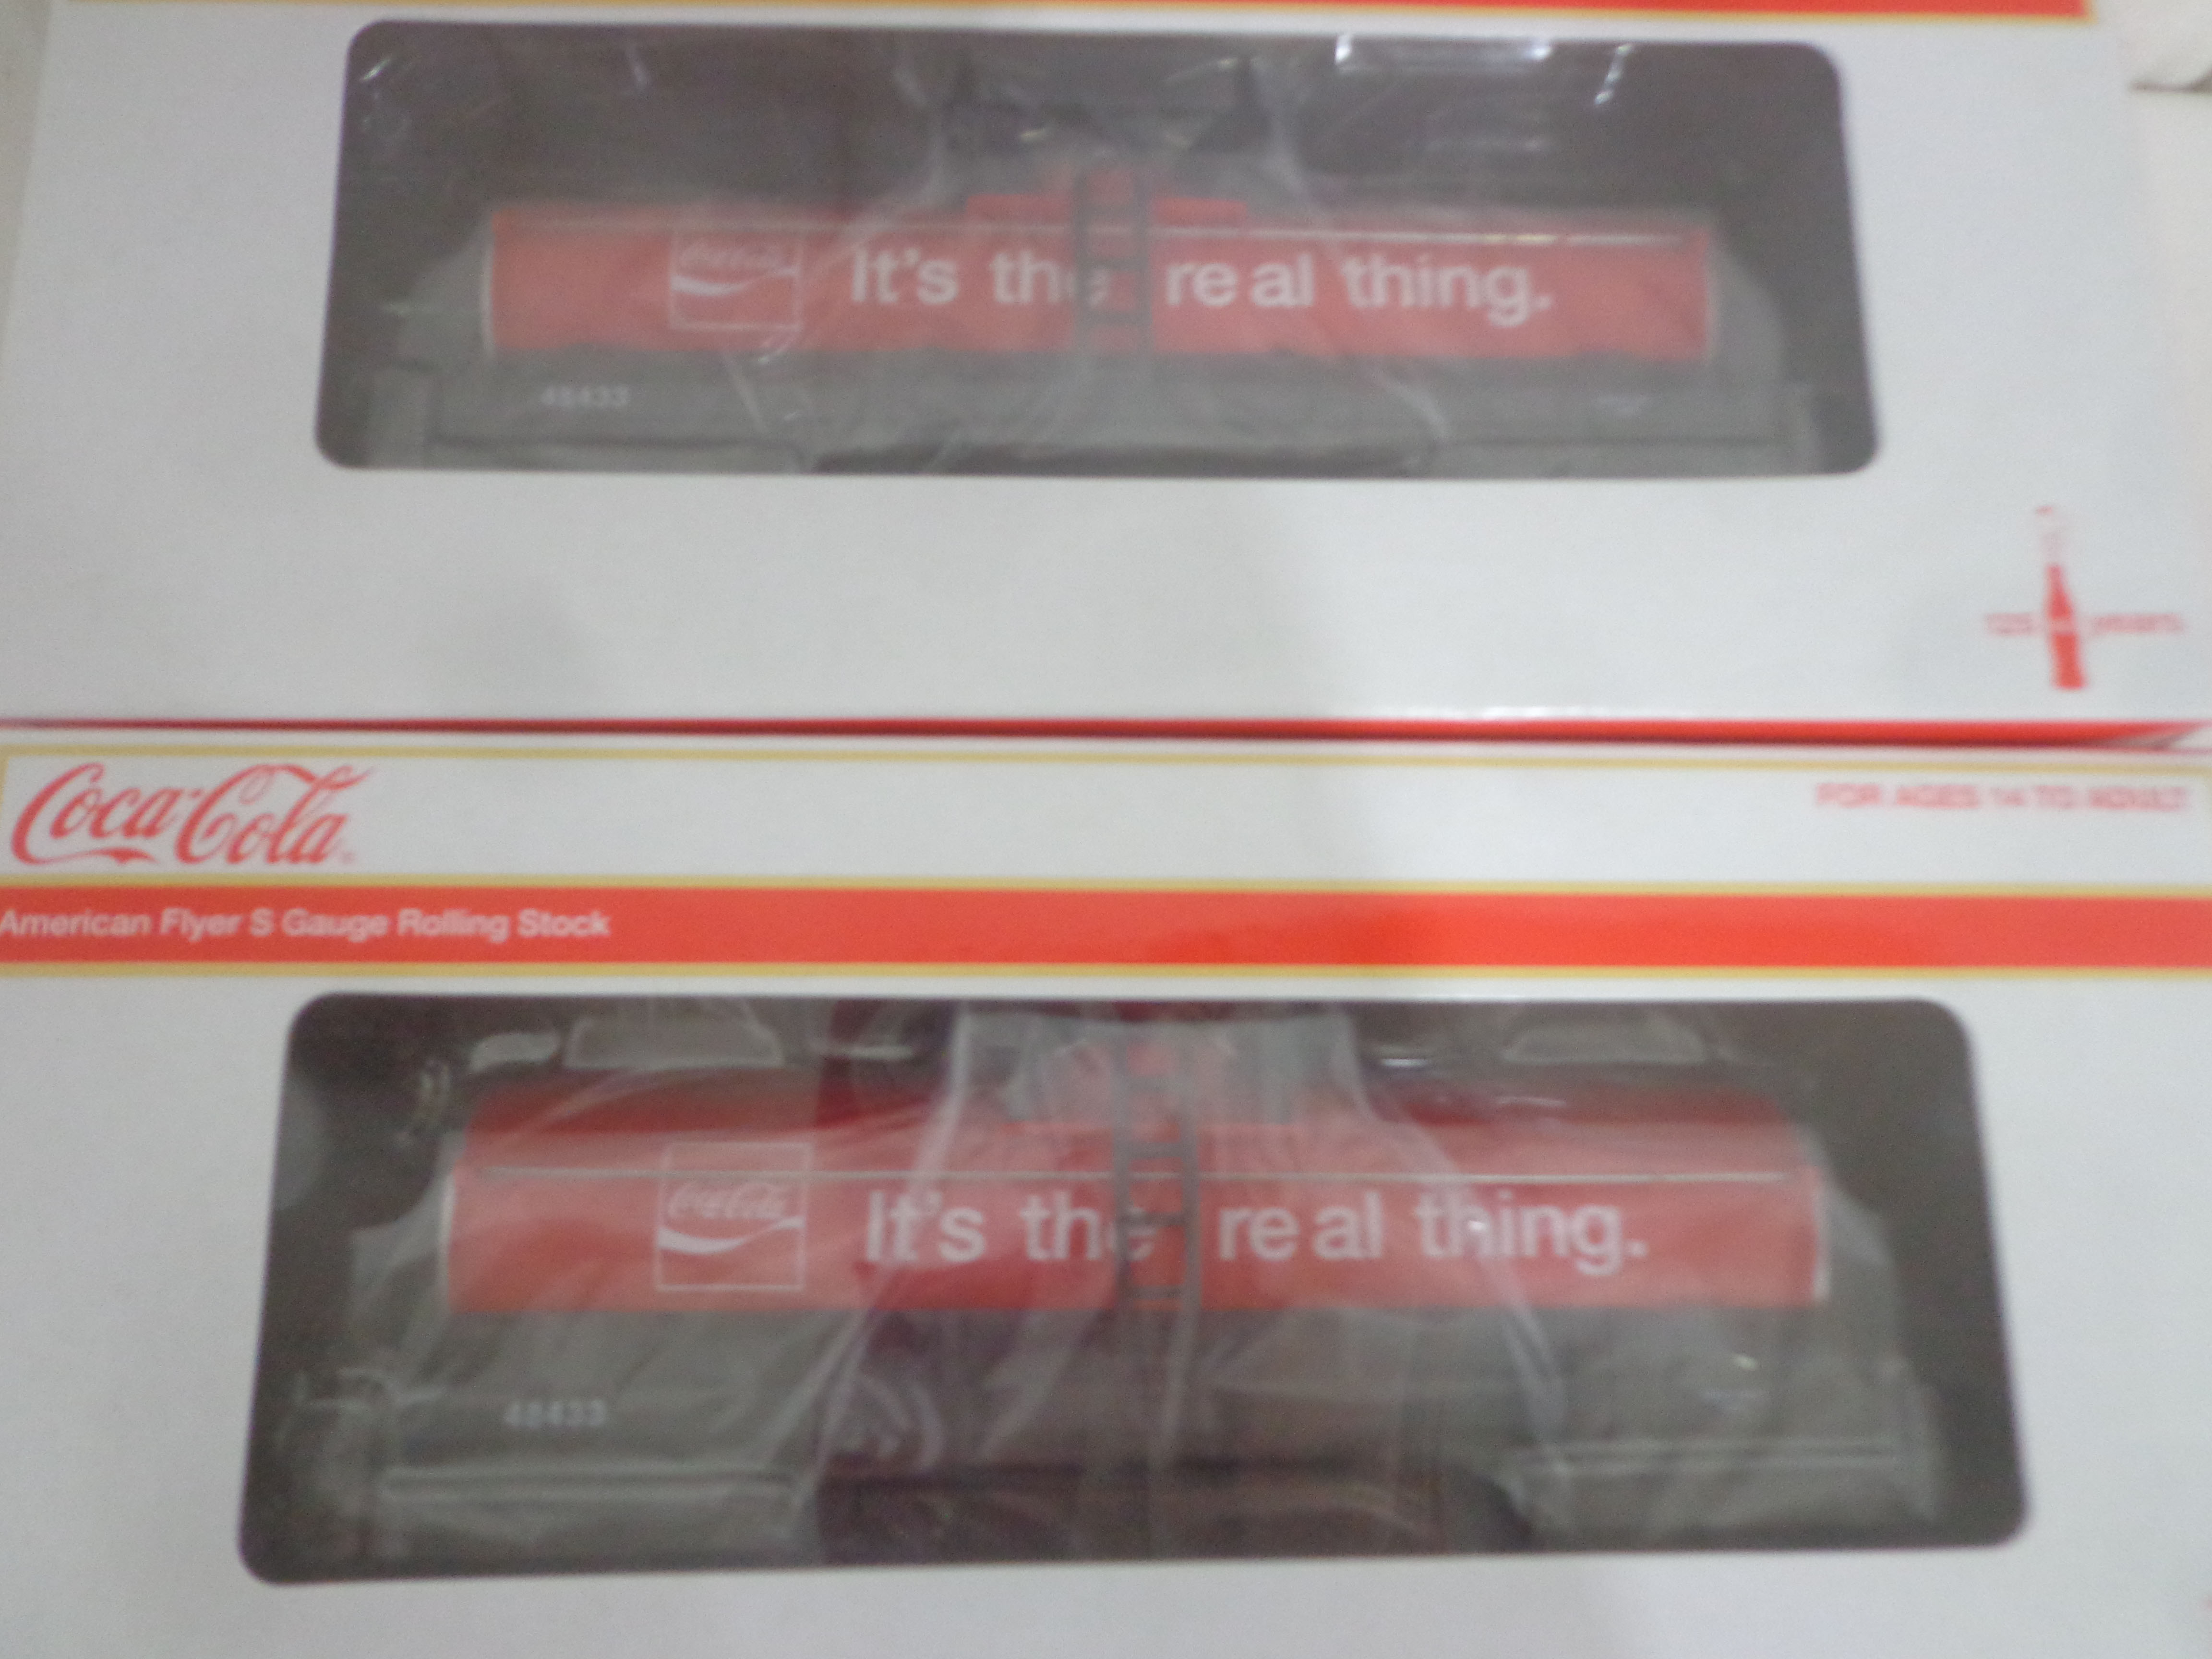 Coca-Cola
It's the real thing.
48433
125 years
Coca-Cola
FOR AGES 14 TO ADULT
American Flyer S Gauge Rolling Stock
Coca-Cola
It's the real thing.
48433